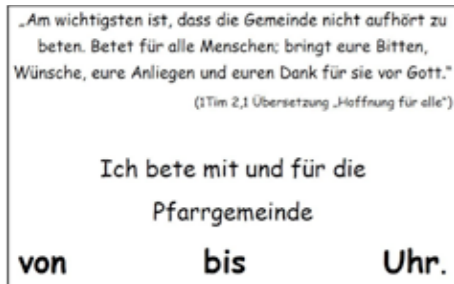 „Am wichtigsten ist, dass die Gemeinde nicht aufhört zu
beten. Betet für alle Menschen; bringt eure Bitten,
Wünsche, eure Anliegen und euren Dank für sie vor Gott.“
(1Tim 2,1 Übersetzung „Hoffnung für alle“)
Ich bete mit und für die
Pfarrgemeinde
von bis Uhr.